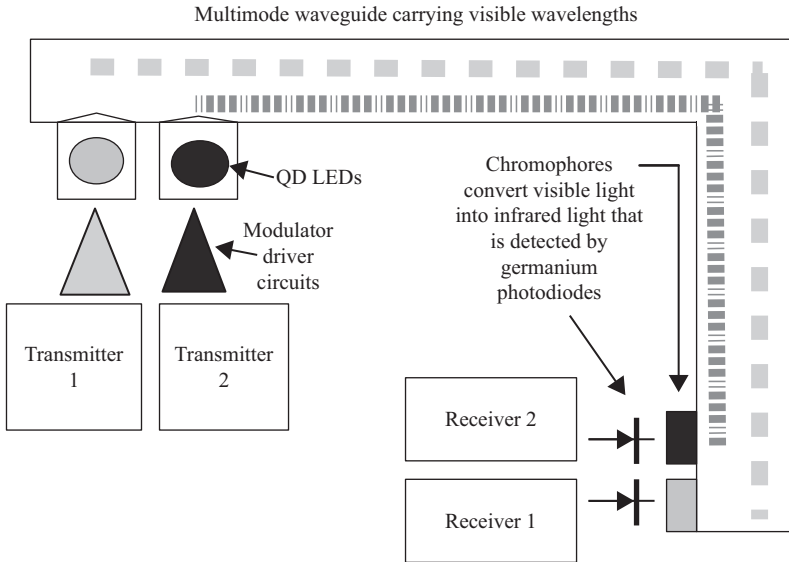 Multimode waveguide carrying visible wavelengths
QD LEDs
Modulator
driver
circuits
Transmitter
1
Transmitter
2
Chromophores
convert visible light
into infrared light that
is detected by
germanium
photodiodes
Receiver 2
Receiver 1